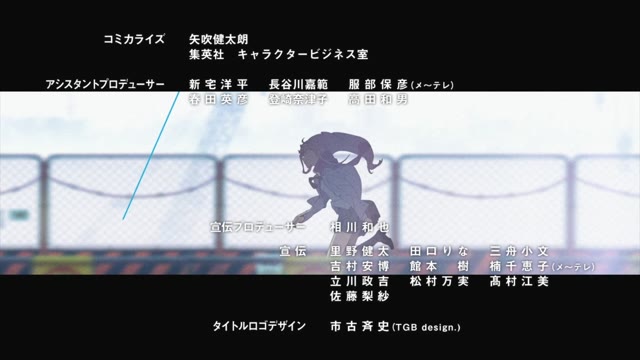 コミカライズ 矢吹健太朗
集英社 キャラクタービジネス室
アシスタントプロデューサー 新宅洋平 長谷川嘉範 服部保彦(メ～テレ)
春田英彦 登崎奈津子 高田和男
宣伝プロデューサー 相川和也
宣伝 里野健太 田口りな 三舟小文
吉村安博 館本樹 楠千恵子(メ～テレ)
立川政吉 松村万実 髙村江美
佐藤梨紗
タイトルロゴデザイン 市古斉史(TGB design.)